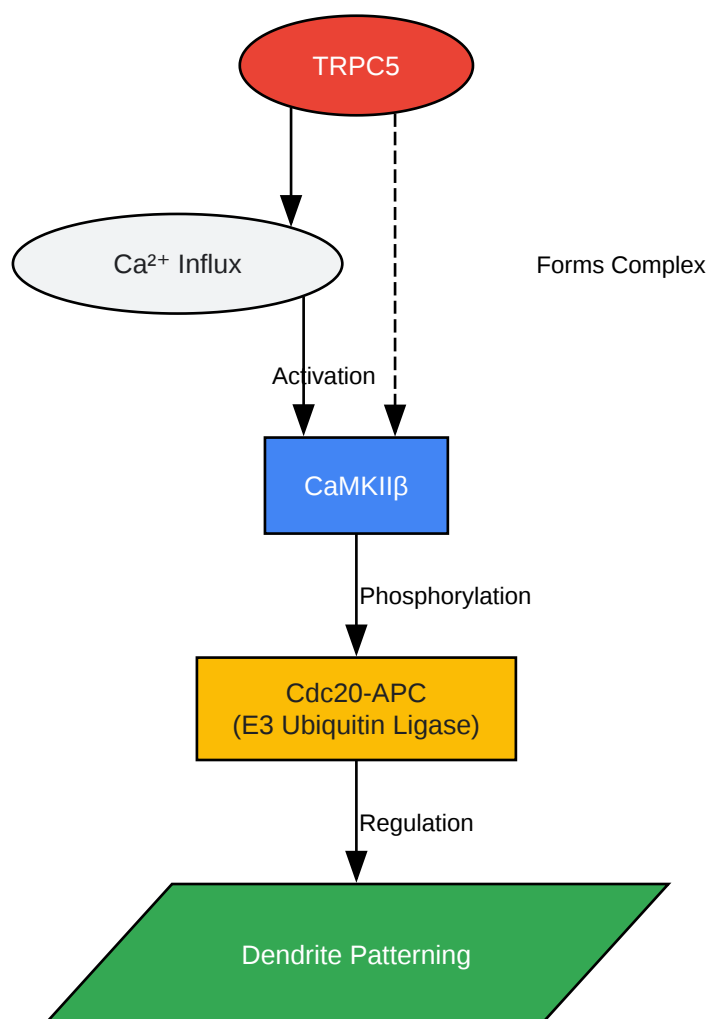 TRPC5
Ca²⁺ Influx
Forms Complex
Activation
CaMKIIβ
Phosphorylation
Cdc20-APC
(E3 Ubiquitin Ligase)
Regulation
Dendrite Patterning